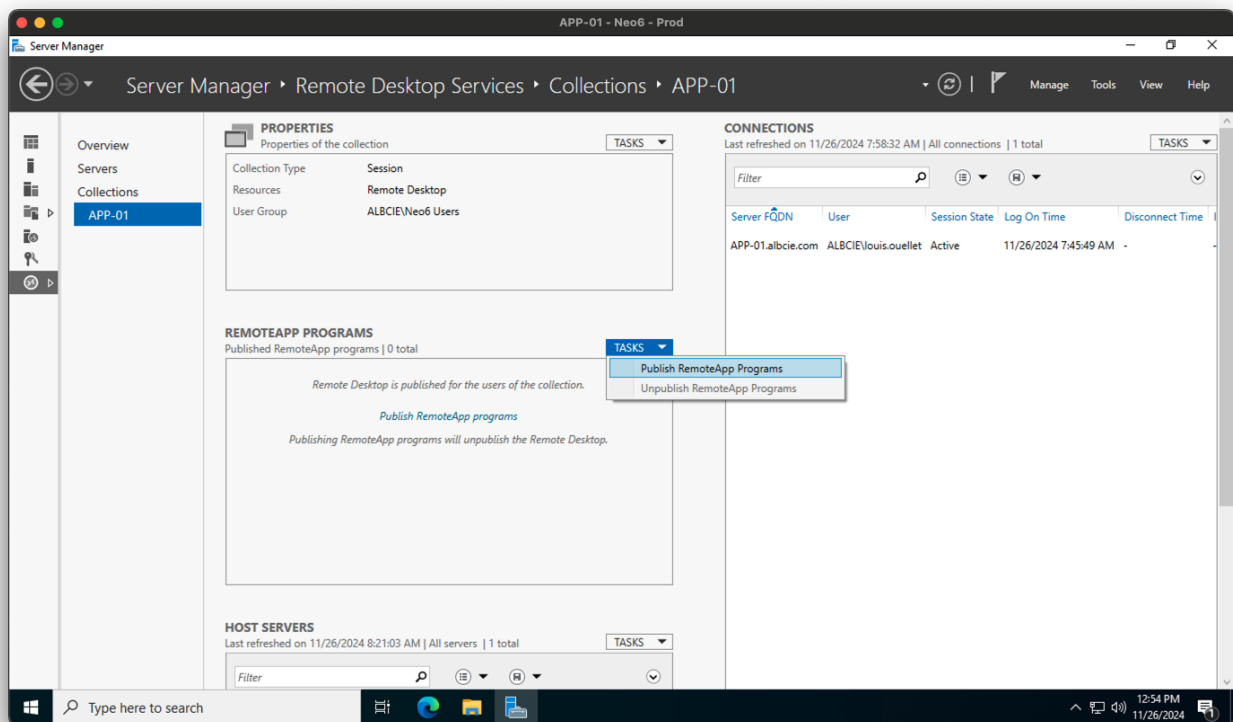 APP-01 - Neo6 - Prod
Server Manager
Server Manager ‣ Remote Desktop Services ‣ Collections ‣ APP-01
Manage Tools View Help
Overview
Servers
Collections
APP-01
PROPERTIES
Properties of the collection
TASKS
Collection Type Session
Resources Remote Desktop
User Group ALBCIE\Neo6 Users
REMOTEAPP PROGRAMS
Published RemoteApp programs | 0 total
TASKS
Publish RemoteApp Programs
Unpublish RemoteApp Programs
Remote Desktop is published for the users of the collection.
Publish RemoteApp programs
Publishing RemoteApp programs will unpublish the Remote Desktop.
HOST SERVERS
Last refreshed on 11/26/2024 8:21:03 AM | All servers | 1 total
TASKS
Filter
CONNECTIONS
Last refreshed on 11/26/2024 7:58:32 AM | All connections | 1 total
TASKS
Filter
Server FQDN User Session State Log On Time Disconnect Time
APP-01.albcie.com ALBCIE\louis.ouellet Active 11/26/2024 7:45:49 AM - -
Type here to search
12:54 PM
11/26/2024
1